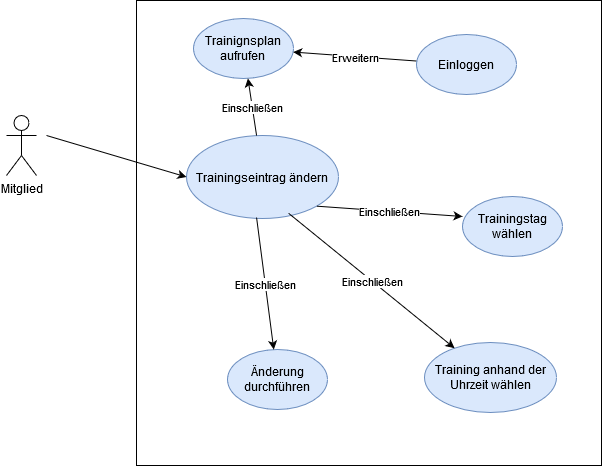 Trainignsplan
aufrufen
Erweitern
Einloggen
Einschließen
Mitglied
Trainingseintrag ändern
Einschließen
Trainingstag
wählen
Einschließen
Einschließen
Änderung
durchführen
Training anhand der
Uhrzeit wählen